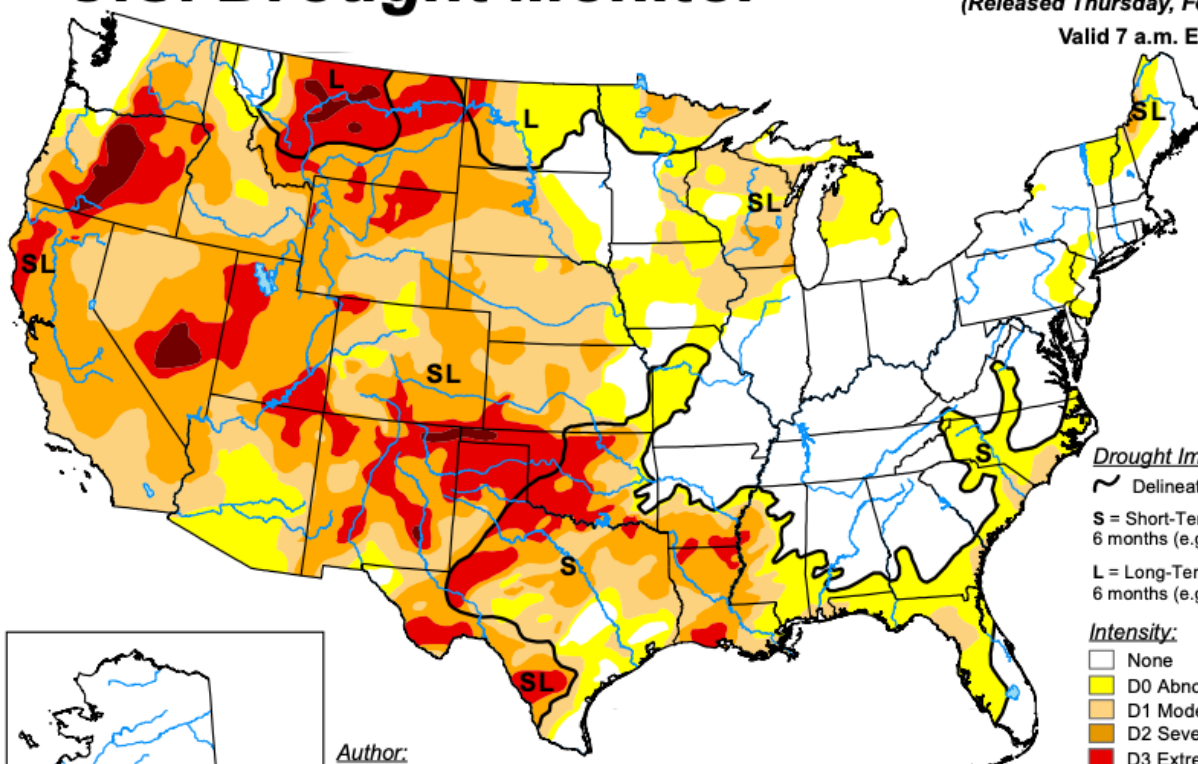 (Released Thursday, Fe
Valid 7 a.m. E
L
L
SL
SL
SL
SL
S
S
SL
Drought Im
Delineat
S = Short-Ter
6 months (e.g
L = Long-Ter
6 months (e.g
Intensity:
None
D0 Abno
D1 Mode
D2 Seve
D3 Extre
Author: